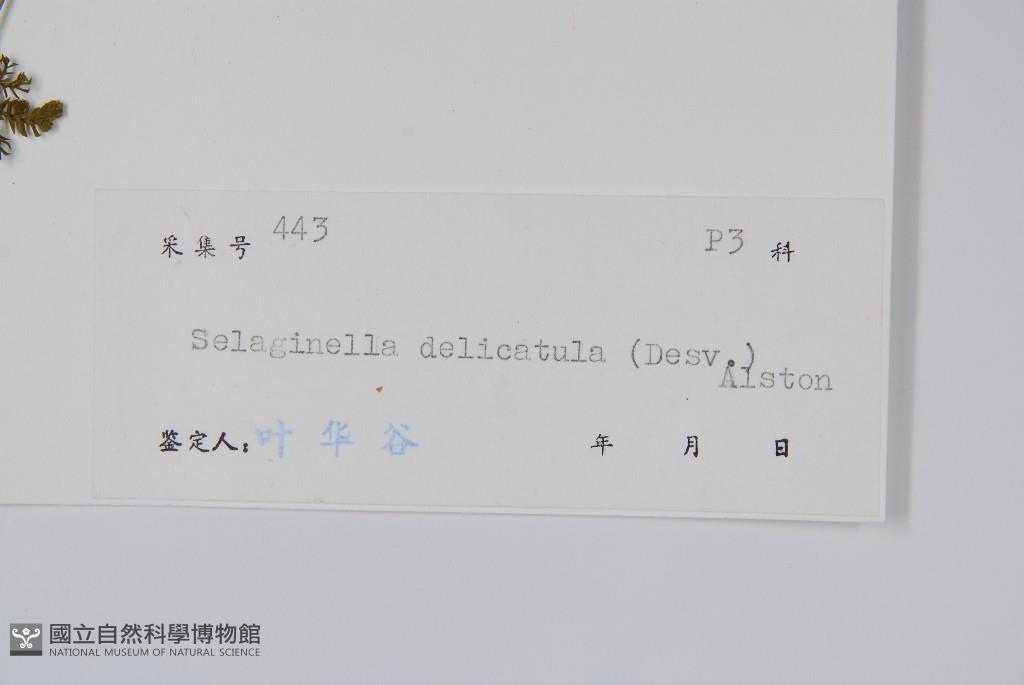 采集号 443 P3 科
Selaginella delicatula (Desv.)
Alston
鉴定人: 叶华谷 年 月 日
國立自然科學博物館
NATIONAL MUSEUM OF NATURAL SCIENCE